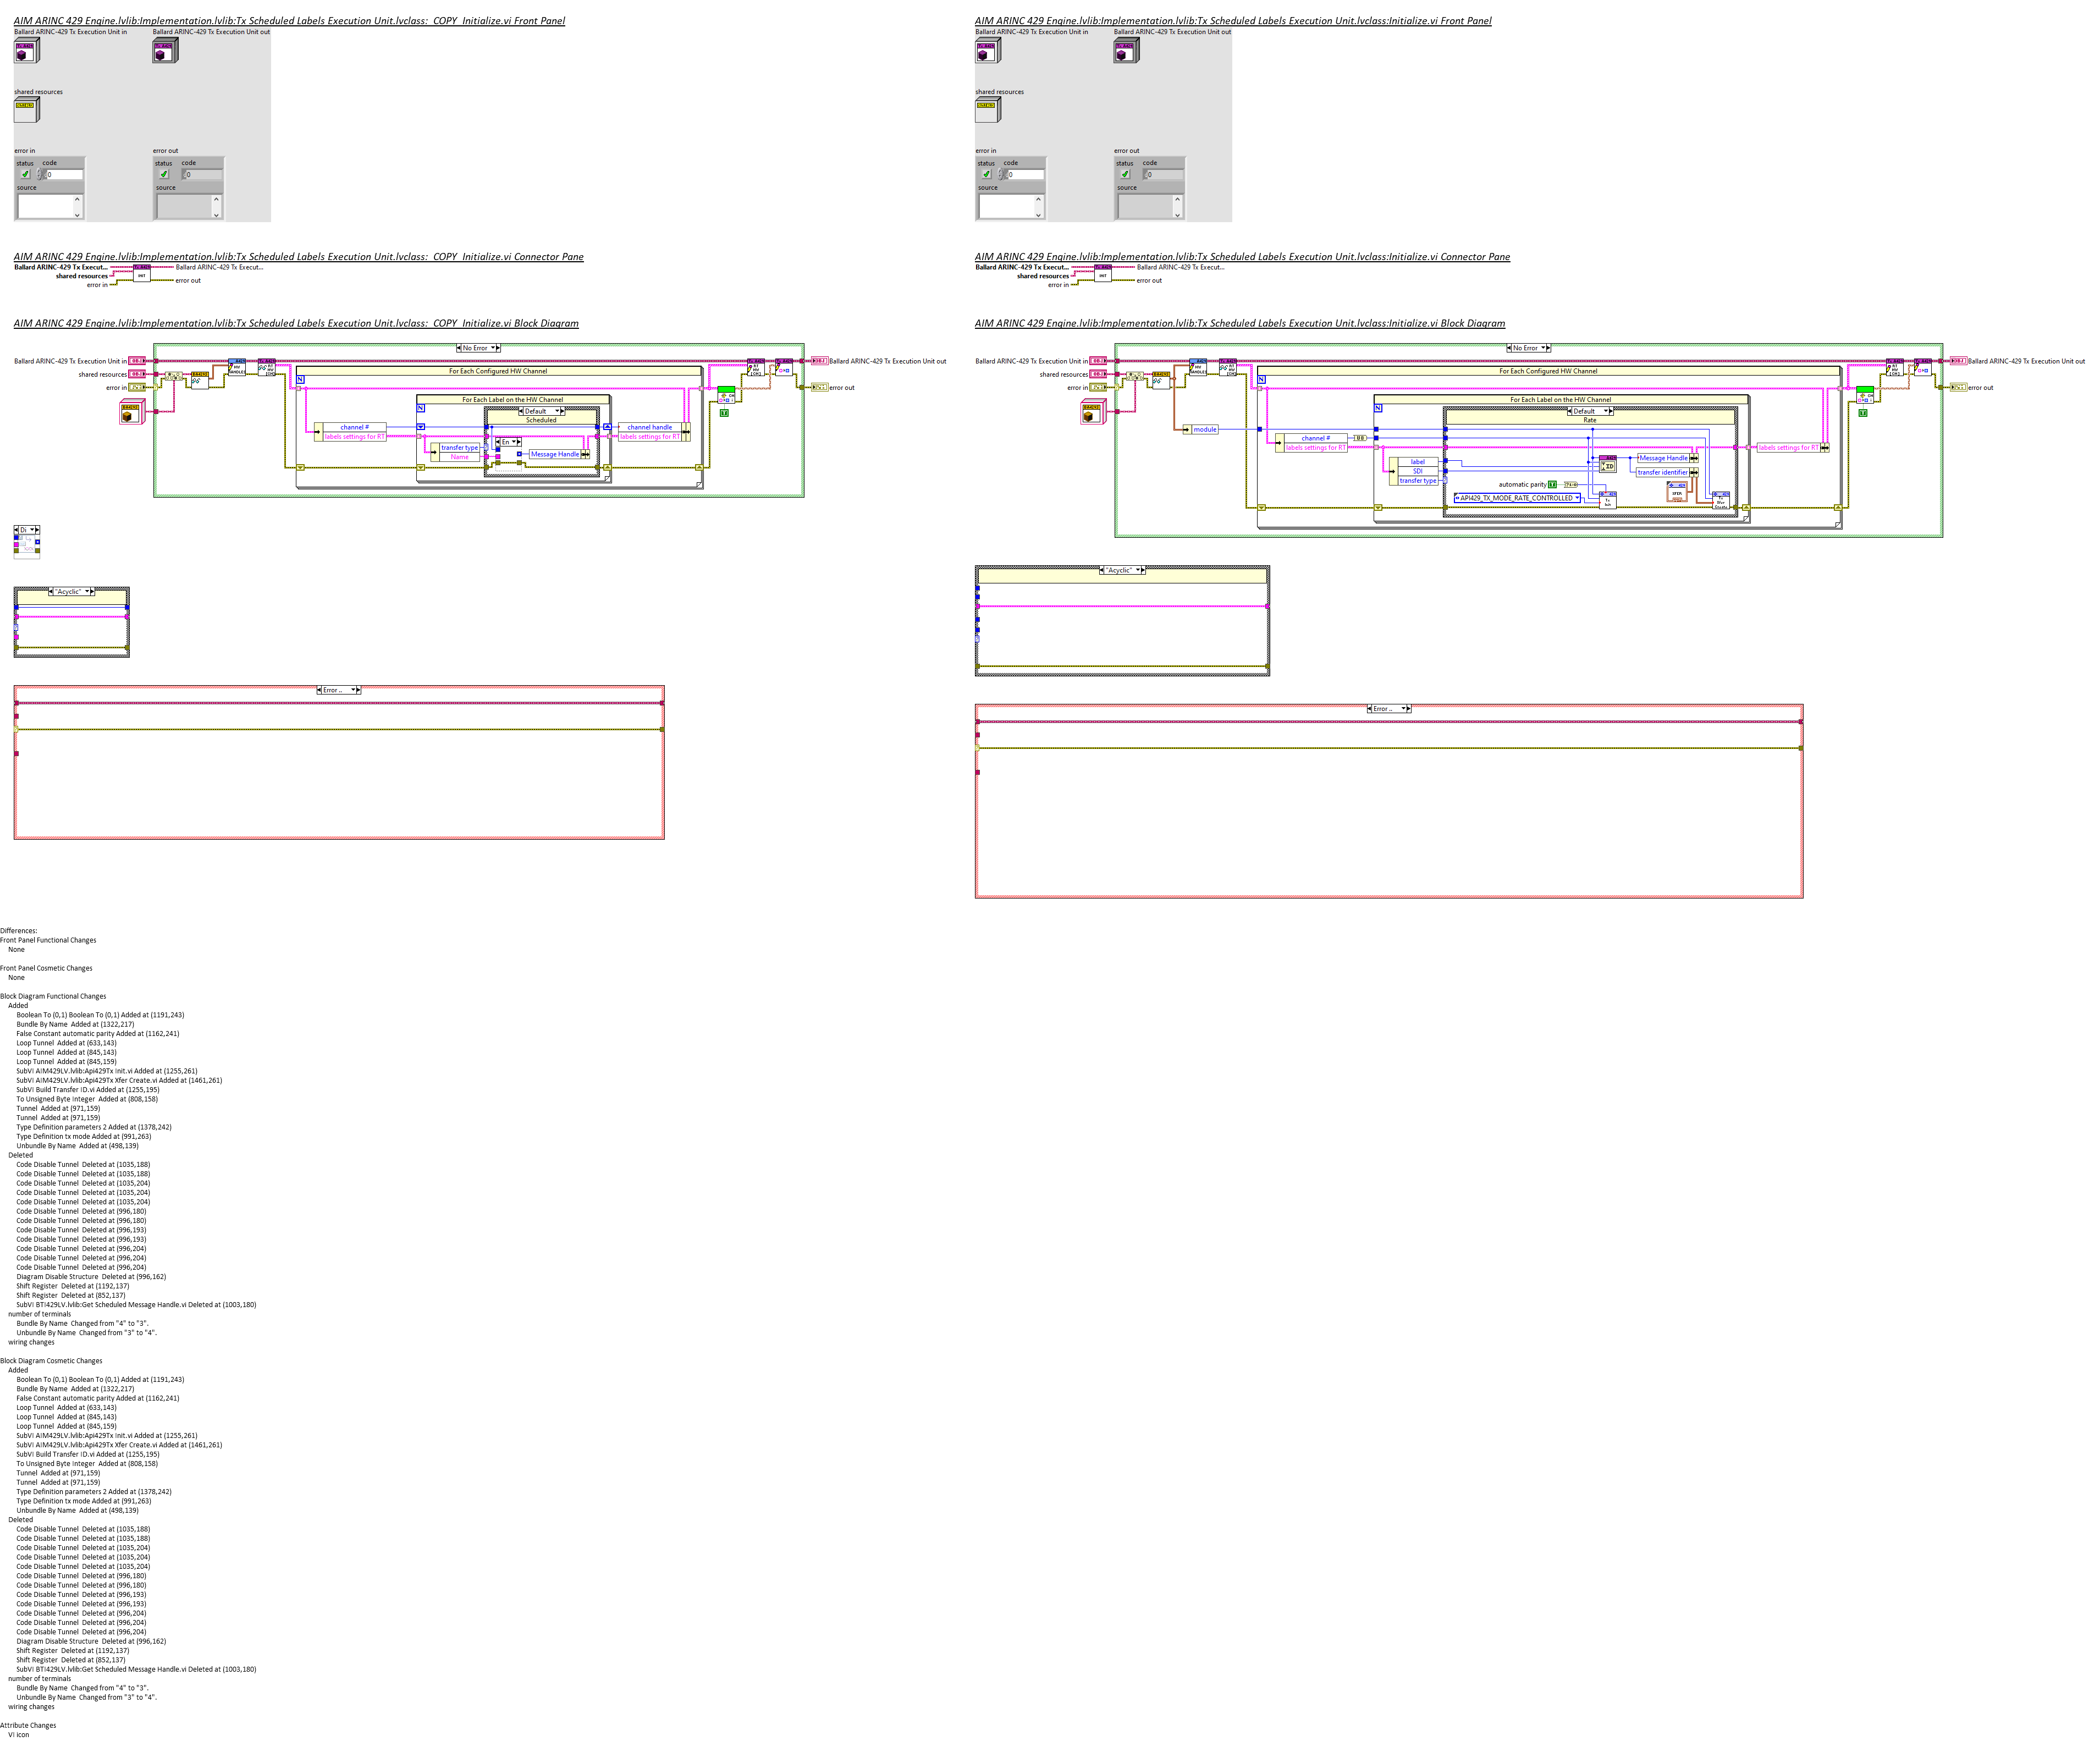 AIM ARINC 429 Engine.lvlib:Implementation.lvlib:Tx Scheduled Labels Execution Unit.lvclass:_COPY_Initialize.vi Front Panel
Ballard ARINC-429 Tx Execution Unit in
Ballard ARINC-429 Tx Execution Unit out
shared resources
error in
error out
status code
status code
0
0
source
source
AIM ARINC 429 Engine.lvlib:Implementation.lvlib:Tx Scheduled Labels Execution Unit.lvclass:_COPY_Initialize.vi Connector Pane
Ballard ARINC-429 Tx Execut...
Ballard ARINC-429 Tx Execut...
shared resources
INIT
error in
error out
AIM ARINC 429 Engine.lvlib:Implementation.lvlib:Tx Scheduled Labels Execution Unit.lvclass:_COPY_Initialize.vi Block Diagram
No Error
Ballard ARINC-429 Tx Execution Unit in
Ballard ARINC-429 Tx Execution Unit out
shared resources
error in
error out
For Each Configured HW Channel
N
For Each Label on the HW Channel
N
Default
Scheduled
channel #
labels settings for RT
En
transfer type
Name
Message Handle
channel handle
labels settings for RT
Di
"Acyclic"
Error ..
AIM ARINC 429 Engine.lvlib:Implementation.lvlib:Tx Scheduled Labels Execution Unit.lvclass:Initialize.vi Front Panel
Ballard ARINC-429 Tx Execution Unit in
Ballard ARINC-429 Tx Execution Unit out
shared resources
error in
error out
status code
status code
0
0
source
source
AIM ARINC 429 Engine.lvlib:Implementation.lvlib:Tx Scheduled Labels Execution Unit.lvclass:Initialize.vi Connector Pane
Ballard ARINC-429 Tx Execut...
Ballard ARINC-429 Tx Execut...
shared resources
INIT
error in
error out
AIM ARINC 429 Engine.lvlib:Implementation.lvlib:Tx Scheduled Labels Execution Unit.lvclass:Initialize.vi Block Diagram
No Error
Ballard ARINC-429 Tx Execution Unit in
Ballard ARINC-429 Tx Execution Unit out
shared resources
error in
error out
For Each Configured HW Channel
N
For Each Label on the HW Channel
N
Default
Rate
module
channel #
U8
labels settings for RT
label
SDI
transfer type
ID
Message Handle
transfer identifier
automatic parity
API429_TX_MODE_RATE_CONTROLLED
labels settings for RT
"Acyclic"
Error ..
Differences:
Front Panel Functional Changes
None
Front Panel Cosmetic Changes
None
Block Diagram Functional Changes
Added
Boolean To (0,1) Boolean To (0,1) Added at (1191,243)
Bundle By Name  Added at (1322,217)
False Constant automatic parity Added at (1162,241)
Loop Tunnel  Added at (633,143)
Loop Tunnel  Added at (845,143)
Loop Tunnel  Added at (845,159)
SubVI AIM429LV.lvlib:Api429Tx Init.vi Added at (1255,261)
SubVI AIM429LV.lvlib:Api429Tx Xfer Create.vi Added at (1461,261)
SubVI Build Transfer ID.vi Added at (1255,195)
To Unsigned Byte Integer  Added at (808,158)
Tunnel  Added at (971,159)
Tunnel  Added at (971,159)
Type Definition parameters 2 Added at (1378,242)
Type Definition tx mode Added at (991,263)
Unbundle By Name  Added at (498,139)
Deleted
Code Disable Tunnel  Deleted at (1035,188)
Code Disable Tunnel  Deleted at (1035,188)
Code Disable Tunnel  Deleted at (1035,204)
Code Disable Tunnel  Deleted at (1035,204)
Code Disable Tunnel  Deleted at (1035,204)
Code Disable Tunnel  Deleted at (996,180)
Code Disable Tunnel  Deleted at (996,180)
Code Disable Tunnel  Deleted at (996,193)
Code Disable Tunnel  Deleted at (996,193)
Code Disable Tunnel  Deleted at (996,204)
Code Disable Tunnel  Deleted at (996,204)
Code Disable Tunnel  Deleted at (996,204)
Diagram Disable Structure  Deleted at (996,162)
Shift Register  Deleted at (1192,137)
Shift Register  Deleted at (852,137)
SubVI BTI429LV.lvlib:Get Scheduled Message Handle.vi Deleted at (1003,180)
number of terminals
Bundle By Name  Changed from "4" to "3".
Unbundle By Name  Changed from "3" to "4".
wiring changes
Block Diagram Cosmetic Changes
Added
Boolean To (0,1) Boolean To (0,1) Added at (1191,243)
Bundle By Name  Added at (1322,217)
False Constant automatic parity Added at (1162,241)
Loop Tunnel  Added at (633,143)
Loop Tunnel  Added at (845,143)
Loop Tunnel  Added at (845,159)
SubVI AIM429LV.lvlib:Api429Tx Init.vi Added at (1255,261)
SubVI AIM429LV.lvlib:Api429Tx Xfer Create.vi Added at (1461,261)
SubVI Build Transfer ID.vi Added at (1255,195)
To Unsigned Byte Integer  Added at (808,158)
Tunnel  Added at (971,159)
Tunnel  Added at (971,159)
Type Definition parameters 2 Added at (1378,242)
Type Definition tx mode Added at (991,263)
Unbundle By Name  Added at (498,139)
Deleted
Code Disable Tunnel  Deleted at (1035,188)
Code Disable Tunnel  Deleted at (1035,188)
Code Disable Tunnel  Deleted at (1035,204)
Code Disable Tunnel  Deleted at (1035,204)
Code Disable Tunnel  Deleted at (1035,204)
Code Disable Tunnel  Deleted at (996,180)
Code Disable Tunnel  Deleted at (996,180)
Code Disable Tunnel  Deleted at (996,193)
Code Disable Tunnel  Deleted at (996,193)
Code Disable Tunnel  Deleted at (996,204)
Code Disable Tunnel  Deleted at (996,204)
Code Disable Tunnel  Deleted at (996,204)
Diagram Disable Structure  Deleted at (996,162)
Shift Register  Deleted at (1192,137)
Shift Register  Deleted at (852,137)
SubVI BTI429LV.lvlib:Get Scheduled Message Handle.vi Deleted at (1003,180)
number of terminals
Bundle By Name  Changed from "4" to "3".
Unbundle By Name  Changed from "3" to "4".
wiring changes
Attribute Changes
VI icon